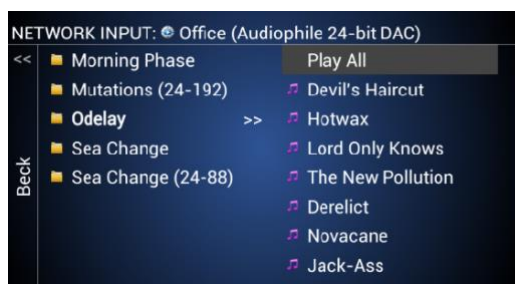 NETWORK INPUT: Office (Audiophile 24-bit DAC)
<<
Beck
Morning Phase
Mutations (24-192)
Odelay >>
Sea Change
Sea Change (24-88)
Play All
Devil's Haircut
Hotwax
Lord Only Knows
The New Pollution
Derelict
Novacane
Jack-Ass